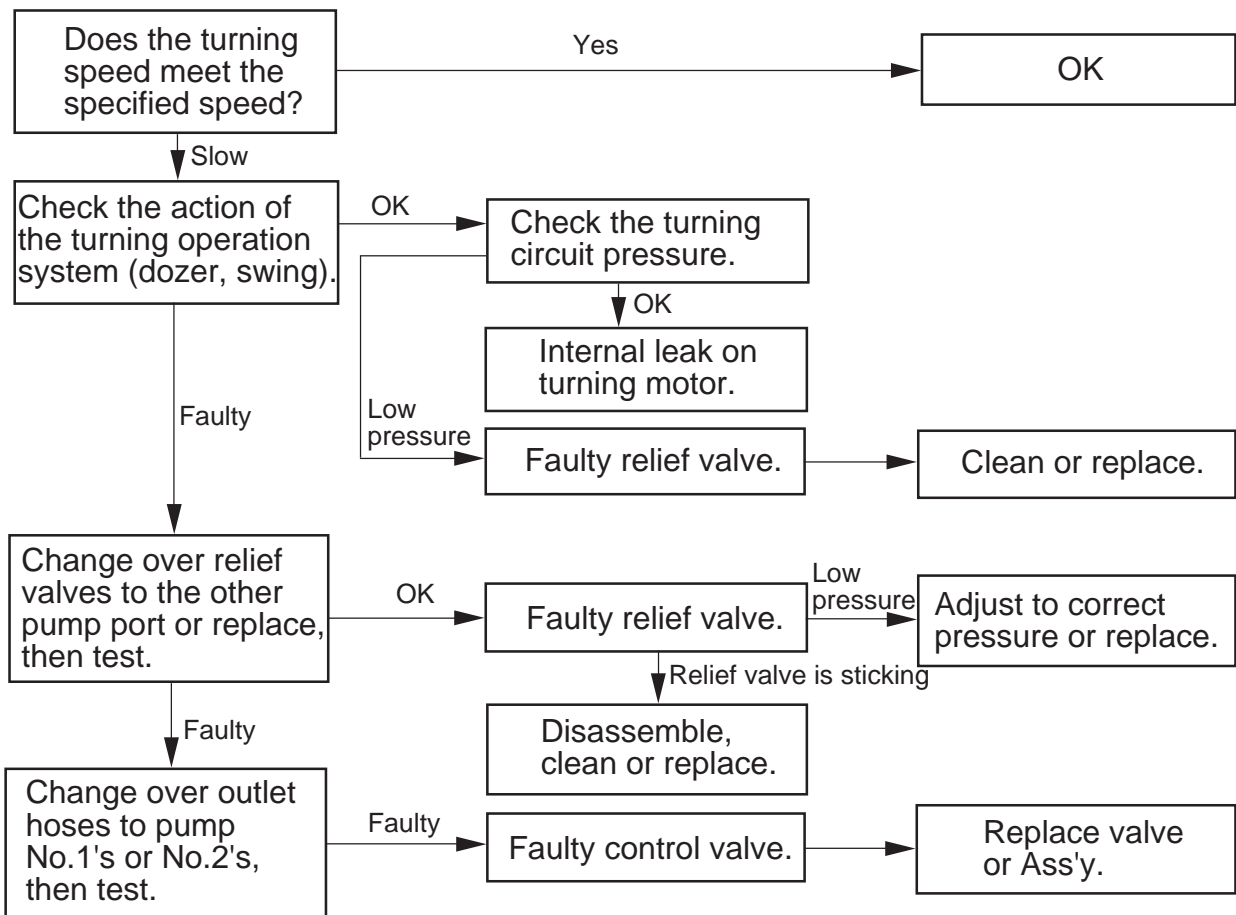 Does the turning
speed meet the
specified speed?
Yes
OK
Slow
Check the action of
the turning operation
system (dozer, swing).
OK
Check the turning
circuit pressure.
OK
Internal leak on
turning motor.
Low
pressure
Faulty relief valve.
Clean or replace.
Faulty
Change over relief
valves to the other
pump port or replace,
then test.
OK
Faulty relief valve.
Low
pressure
Adjust to correct
pressure or replace.
Relief valve is sticking
Disassemble,
clean or replace.
Faulty
Change over outlet
hoses to pump
No.1's or No.2's,
then test.
Faulty
Faulty control valve.
Replace valve
or Ass'y.